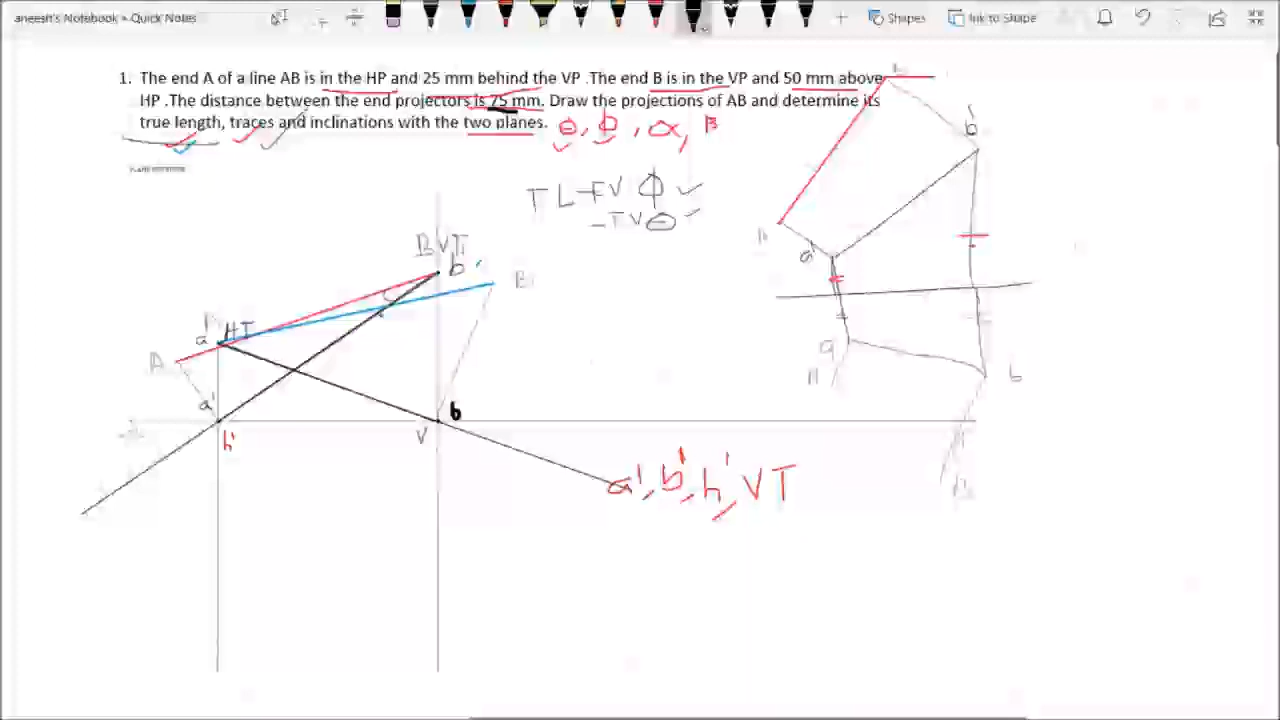 aneesh's Notebook » Quick Notes
Shapes
Ink to Shape
1. The end A of a line AB is in the HP and 25 mm behind the VP .The end B is in the VP and 50 mm above
HP .The distance between the end projectors is 75 mm. Draw the projections of AB and determine its
true length, traces and inclinations with the two planes.
θ, ϕ, α, β
TL - FV ϕ
- TV θ
b'
a'
a
b
B VT
b'
B1
a HT
A
a'
h'
v
b
a', b', h', VT